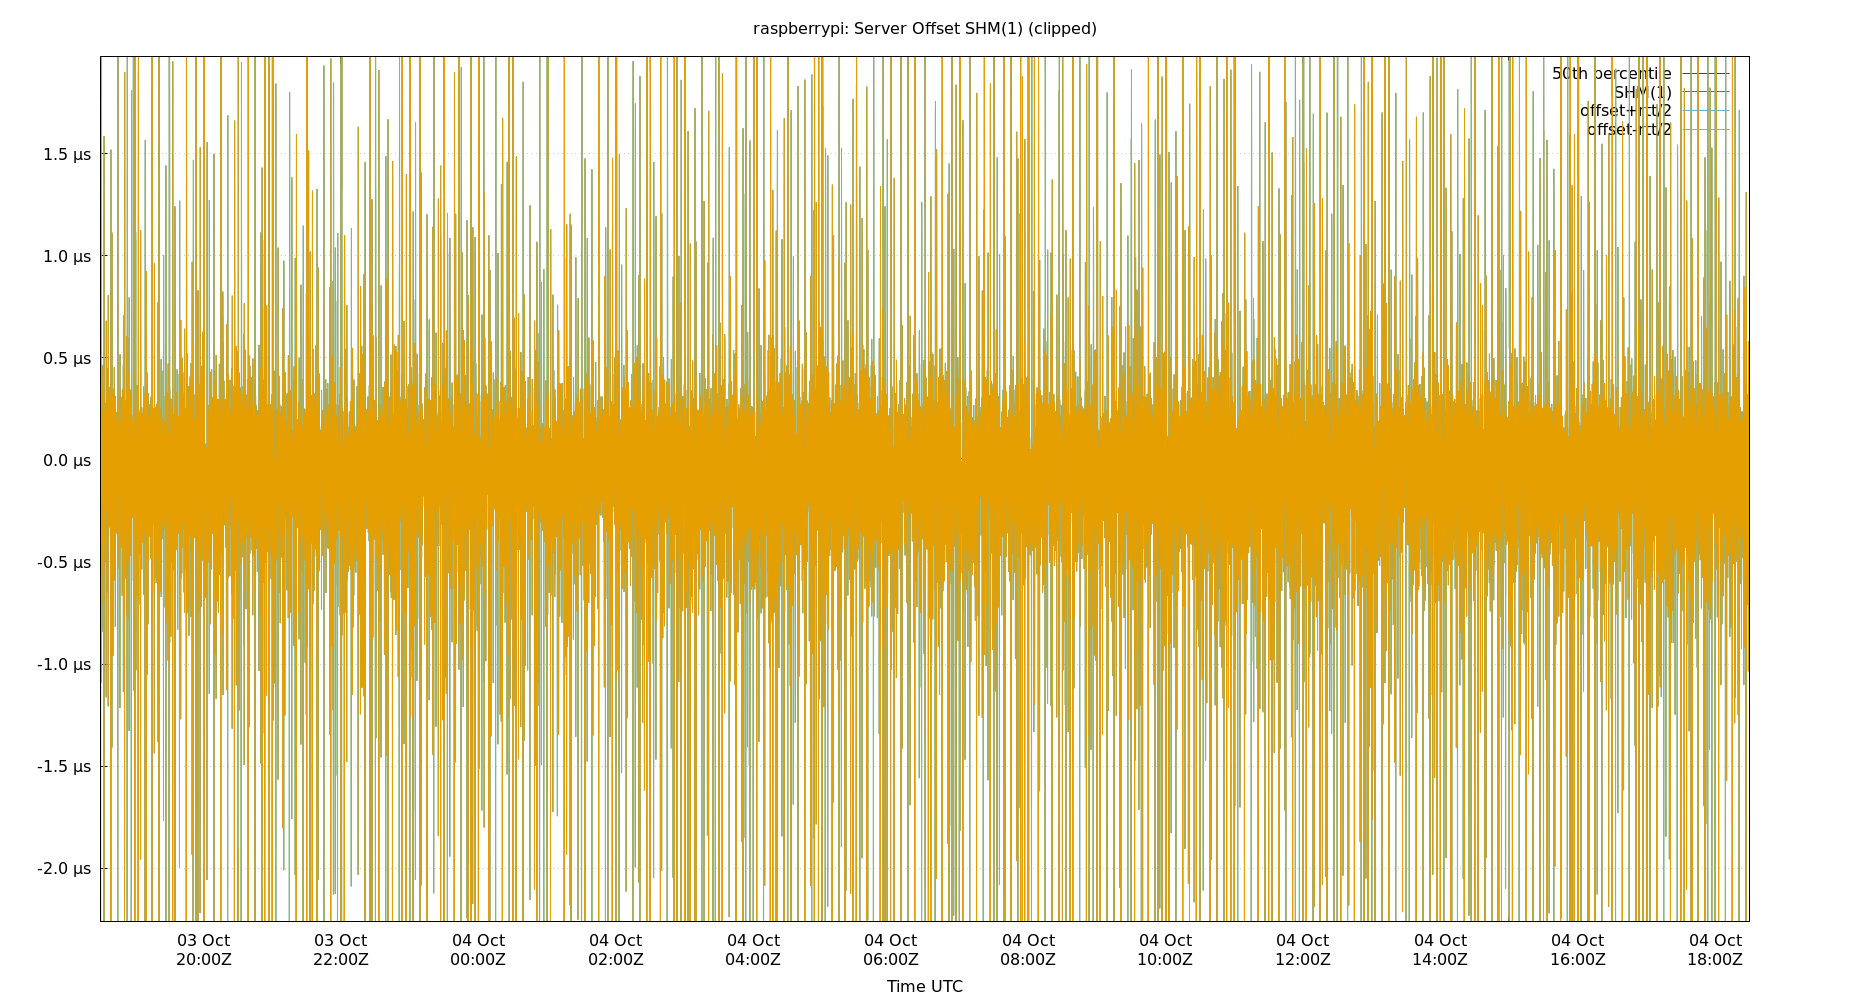 raspberrypi: Server Offset SHM(1) (clipped)
50th percentile
SHM(1)
offset+rtt/2
offset-rtt/2
1.5 µs
1.0 µs
0.5 µs
0.0 µs
-0.5 µs
-1.0 µs
-1.5 µs
-2.0 µs
03 Oct 03 Oct 04 Oct 04 Oct 04 Oct 04 Oct 04 Oct 04 Oct 04 Oct 04 Oct 04 Oct 04 Oct
20:00Z 22:00Z 00:00Z 02:00Z 04:00Z 06:00Z 08:00Z 10:00Z 12:00Z 14:00Z 16:00Z 18:00Z
Time UTC